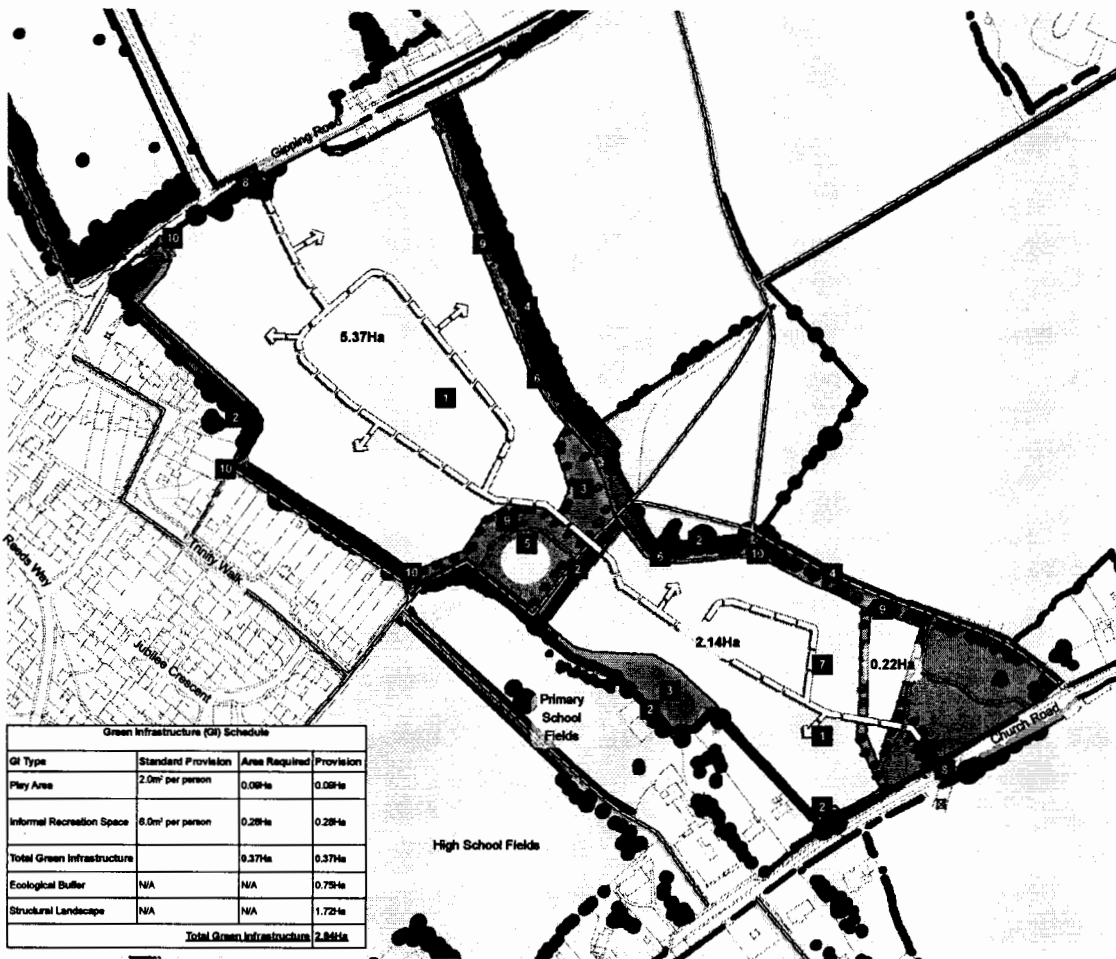 Gipping Road
8
10
9
5.37Ha
4
1
6
2
10
3
9
5
Reeds Way
Trinity Walk
10
2
6
2
10
4
9
Jubilee Crescent
2.14Ha
0.22Ha
7
3
2
Primary
School
Fields
1
Church Road
8
2
High School Fields
Green Infrastructure (GI) Schedule
GI Type Standard Provision Area Required Provision
Play Area 2.0m² per person 0.09Ha 0.09Ha
Informal Recreation Space 6.0m² per person 0.28Ha 0.28Ha
Total Green Infrastructure 0.37Ha 0.37Ha
Ecological Buffer N/A N/A 0.75Ha
Structural Landscape N/A N/A 1.72Ha
Total Green Infrastructure 2.84Ha